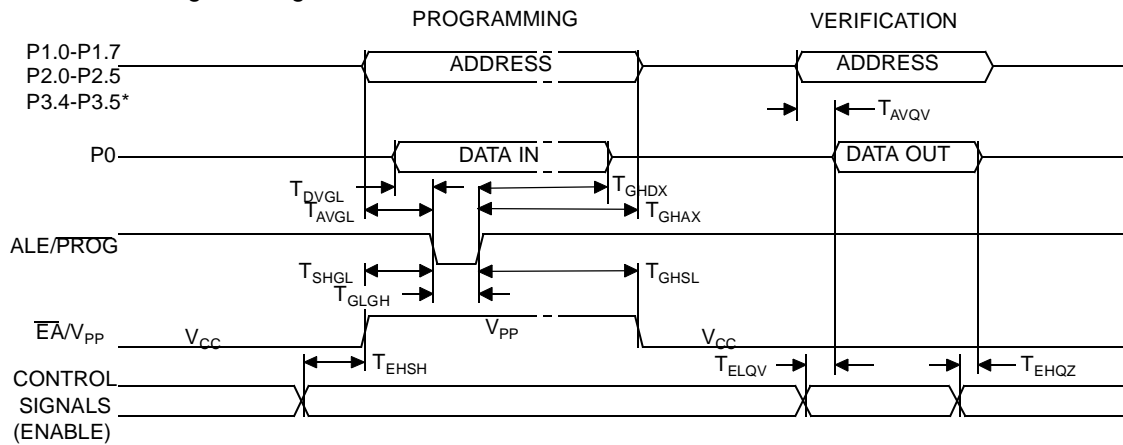 PROGRAMMING
VERIFICATION
P1.0-P1.7
P2.0-P2.5
P3.4-P3.5*
ADDRESS
ADDRESS
TAVQV
P0
DATA IN
DATA OUT
TDVGL
TGHDX
TAVGL
TGHAX
ALE/PROG
TSHGL
TGHSL
TGLGH
EA/VPP
VCC
VPP
VCC
TEHSH
TELQV
TEHQZ
CONTROL
SIGNALS
(ENABLE)